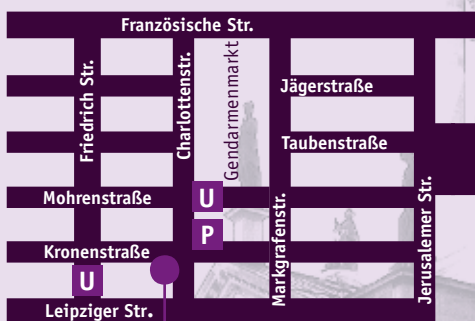 Französische Str.
Friedrich Str.
Charlottenstr.
Gendarmenmarkt
Jägerstraße
Taubenstraße
Mohrenstraße
U
P
Markgrafenstr.
Jerusalemer Str.
Kronenstraße
U
Leipziger Str.